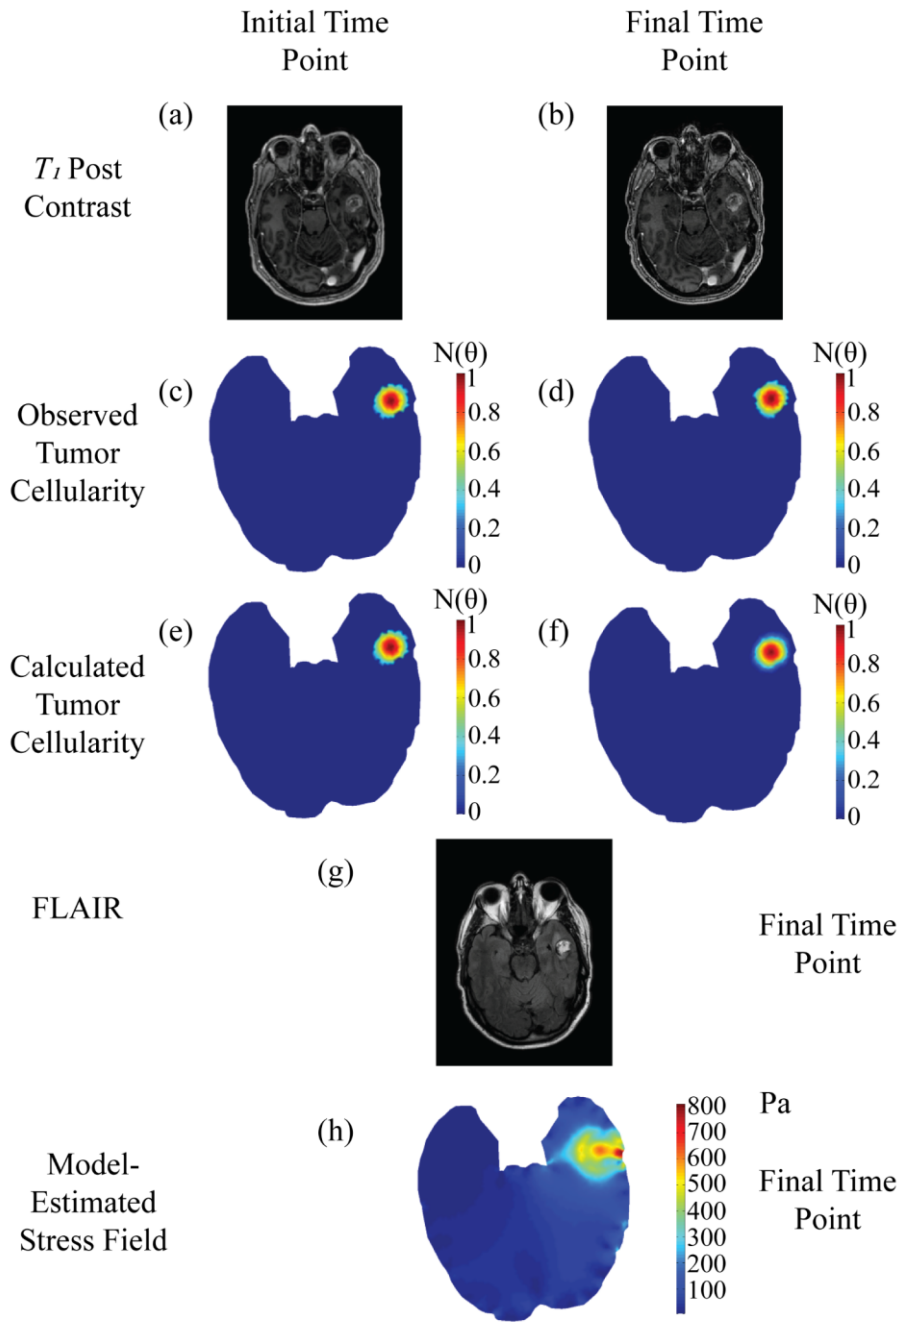 Initial Time
Point
Final Time
Point
(a)
(b)
T₁ Post
Contrast
N(θ)
N(θ)
(c)
1
0.8
0.6
0.4
0.2
0
(d)
1
0.8
0.6
0.4
0.2
0
Observed
Tumor
Cellularity
N(θ)
N(θ)
(e)
1
0.8
0.6
0.4
0.2
0
(f)
1
0.8
0.6
0.4
0.2
0
Calculated
Tumor
Cellularity
(g)
FLAIR
Final Time
Point
(h)
800
700
600
500
400
300
200
100
Pa
Model-
Estimated
Stress Field
Final Time
Point